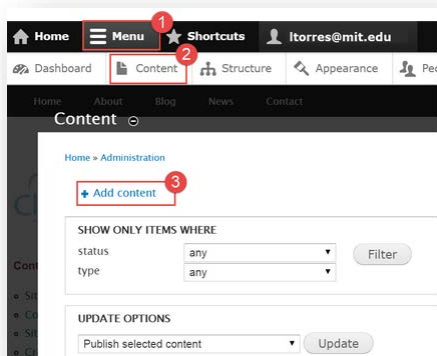 1
Home Menu Shortcuts ltorres@mit.edu
2
Dashboard Content Structure Appearance
Home About Blog News Contact
Content
Home » Administration
3
+ Add content
SHOW ONLY ITEMS WHERE
status any
Filter
type any
UPDATE OPTIONS
Publish selected content Update